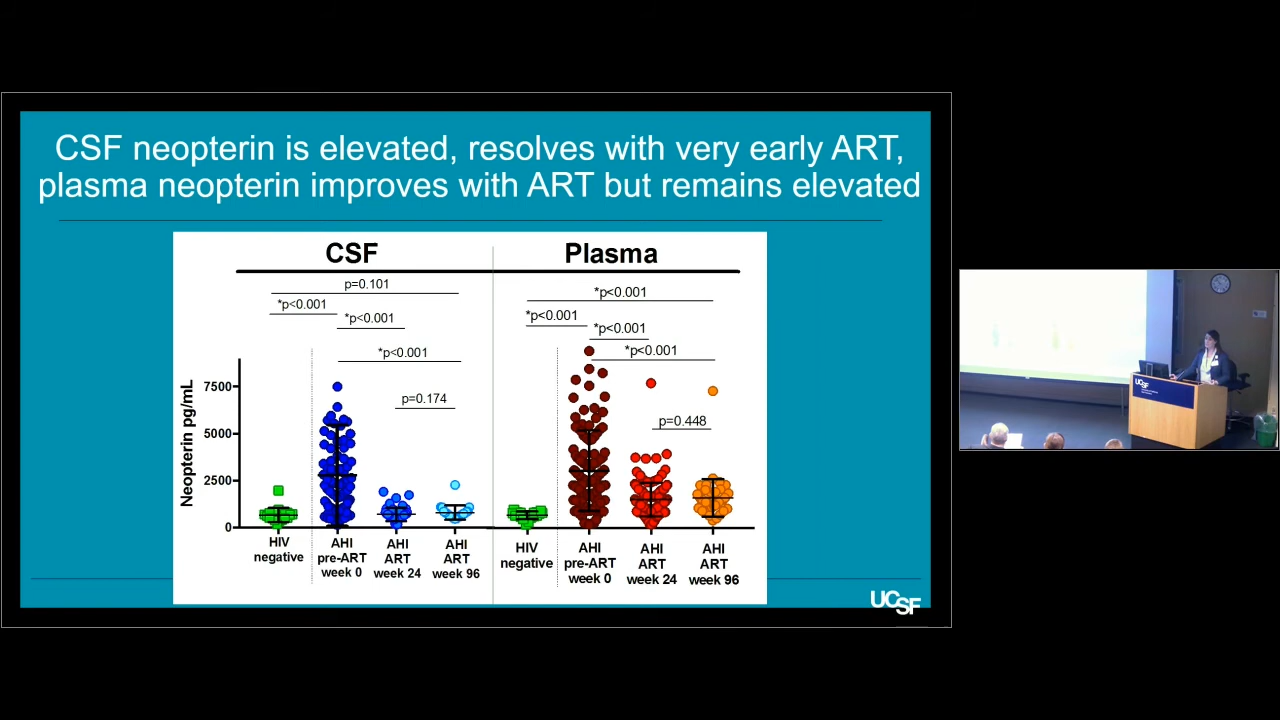 CSF neopterin is elevated, resolves with very early ART,
plasma neopterin improves with ART but remains elevated
CSF
Plasma
p=0.101
*p<0.001
*p<0.001
*p<0.001
p=0.174
*p<0.001
*p<0.001
*p<0.001
*p<0.001
p=0.448
Neopterin pg/mL
7500
5000
2500
0
HIV
negative
AHI
pre-ART
week 0
AHI
ART
week 24
AHI
ART
week 96
HIV
negative
AHI
pre-ART
week 0
AHI
ART
week 24
AHI
ART
week 96
UCSF
UCSF